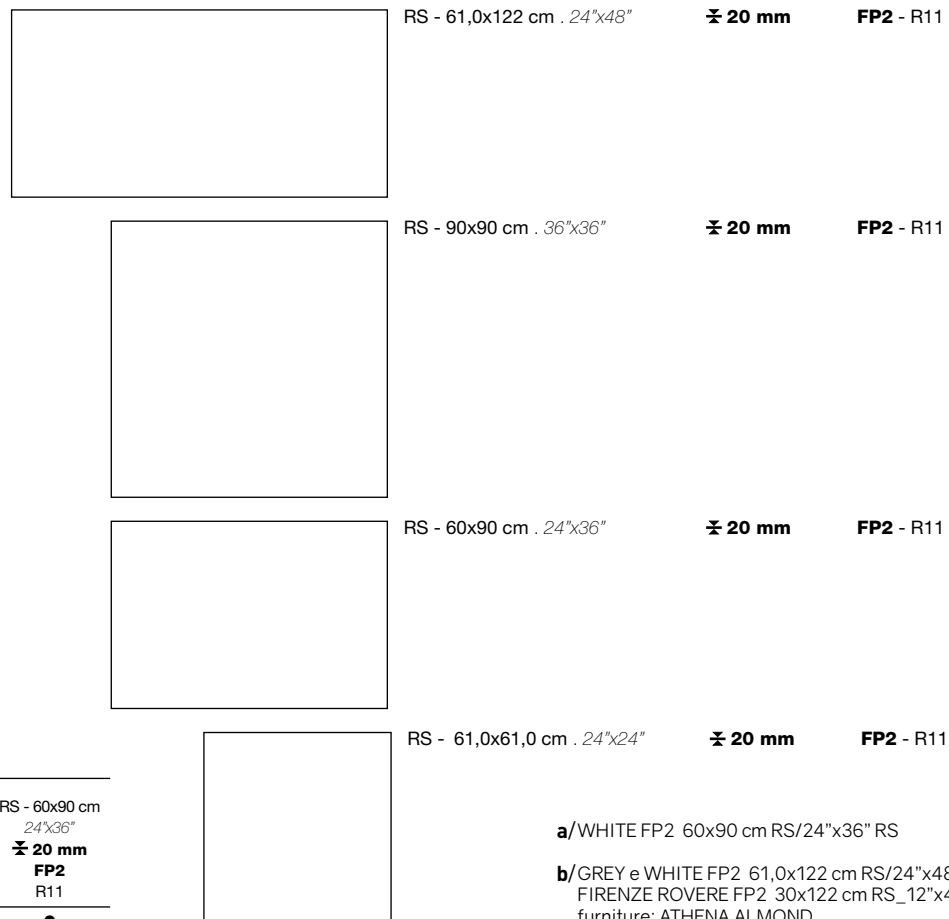 RS - 61,0x122 cm . 24"x48" 20 mm FP2 - R11
RS - 90x90 cm . 36"x36" 20 mm FP2 - R11
RS - 60x90 cm . 24"x36" 20 mm FP2 - R11
RS - 61,0x61,0 cm . 24"x24" 20 mm FP2 - R11
RS - 60x90 cm
24"x36"
20 mm
FP2
R11
a/WHITE FP2 60x90 cm RS/24"x36" RS
b/GREY e WHITE FP2 61,0x122 cm RS/24"x48
FIRENZE ROVERE FP2 30x122 cm RS_12"x4
furniture: ATHENA ALMOND